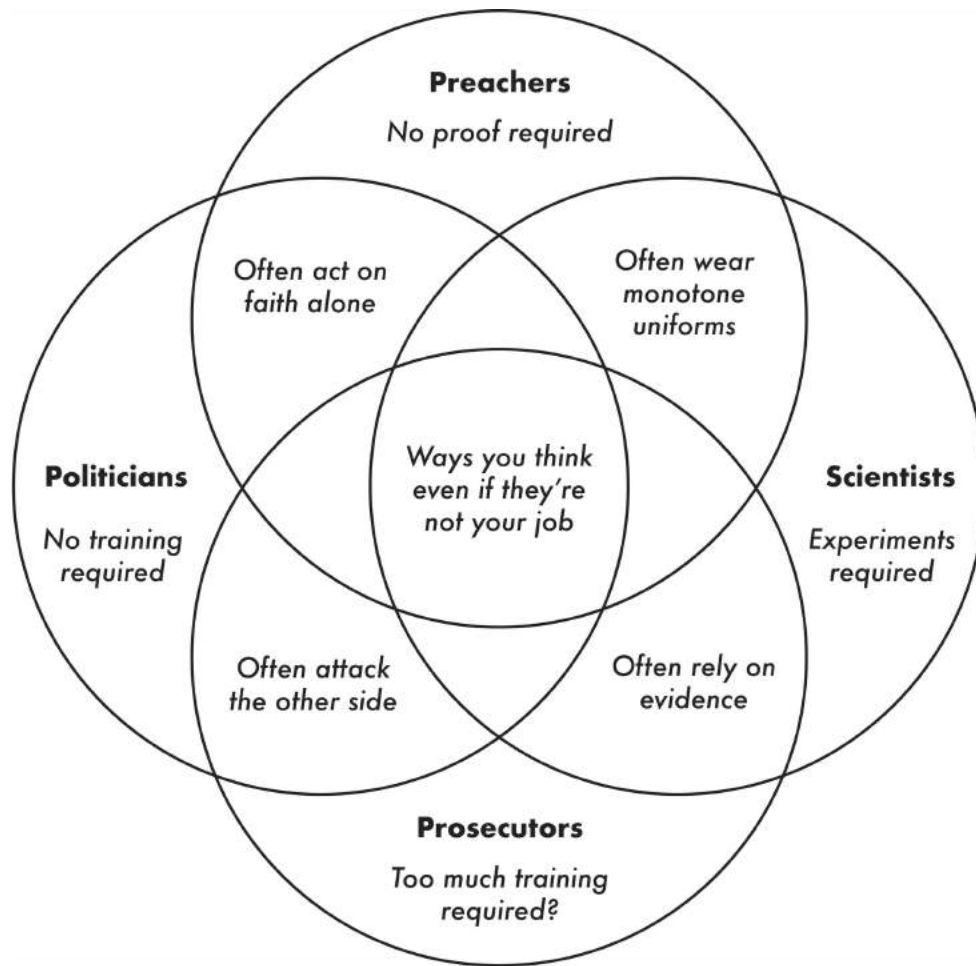 Preachers
No proof required
Often act on
faith alone
Often wear
monotone
uniforms
Politicians
No training
required
Ways you think
even if they're
not your job
Scientists
Experiments
required
Often attack
the other side
Often rely on
evidence
Prosecutors
Too much training
required?